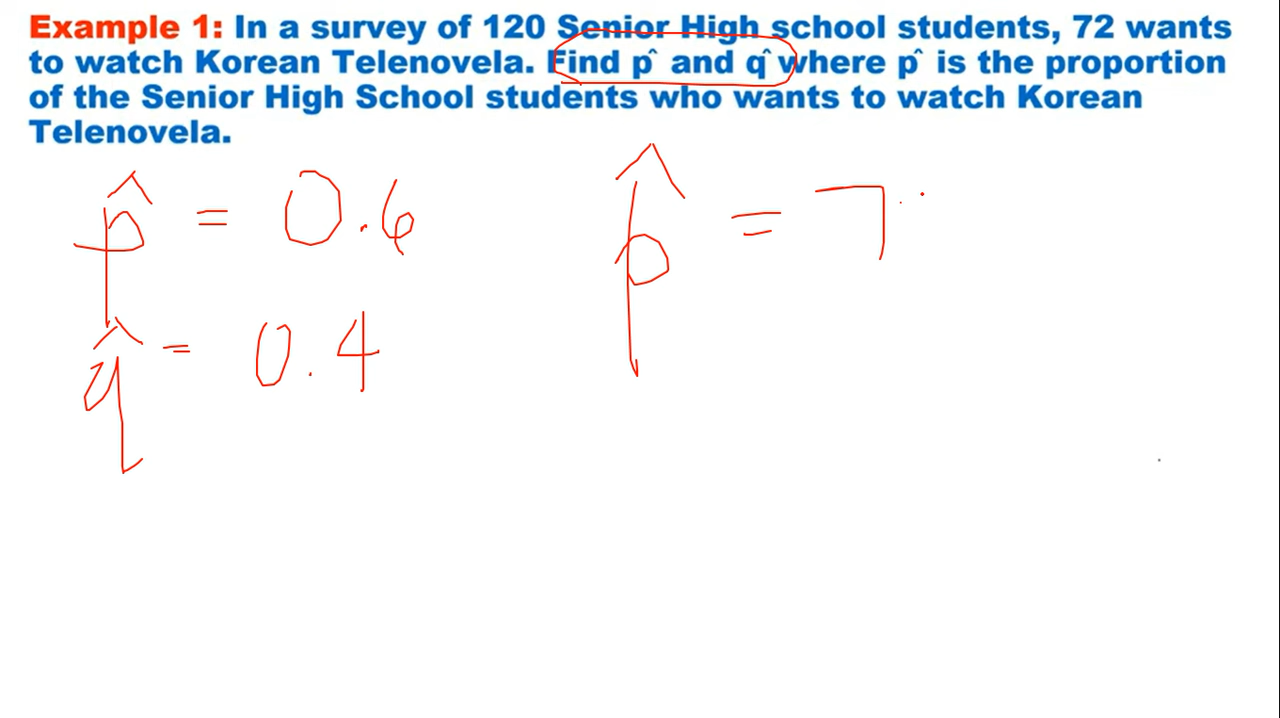 Example 1: In a survey of 120 Senior High school students, 72 wants
to watch Korean Telenovela. Find p̂ and q̂ where p̂ is the proportion
of the Senior High School students who wants to watch Korean
Telenovela.
p̂ = 0.6
p̂ = 7
q̂ = 0.4